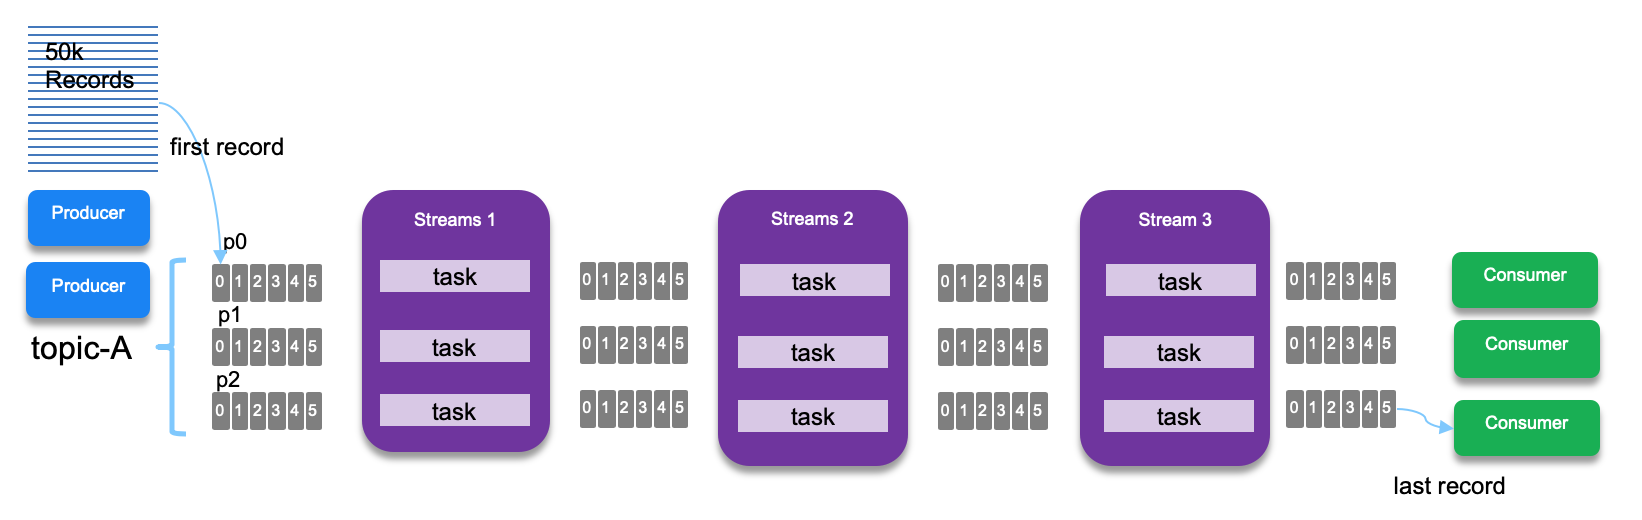 50k
Records
first record
Producer
Producer
topic-A
p0
0 1 2 3 4 5
p1
0 1 2 3 4 5
p2
0 1 2 3 4 5
Streams 1
task
task
task
0 1 2 3 4 5
0 1 2 3 4 5
0 1 2 3 4 5
Streams 2
task
task
task
0 1 2 3 4 5
0 1 2 3 4 5
0 1 2 3 4 5
Stream 3
task
task
task
0 1 2 3 4 5
0 1 2 3 4 5
0 1 2 3 4 5
Consumer
Consumer
Consumer
last record